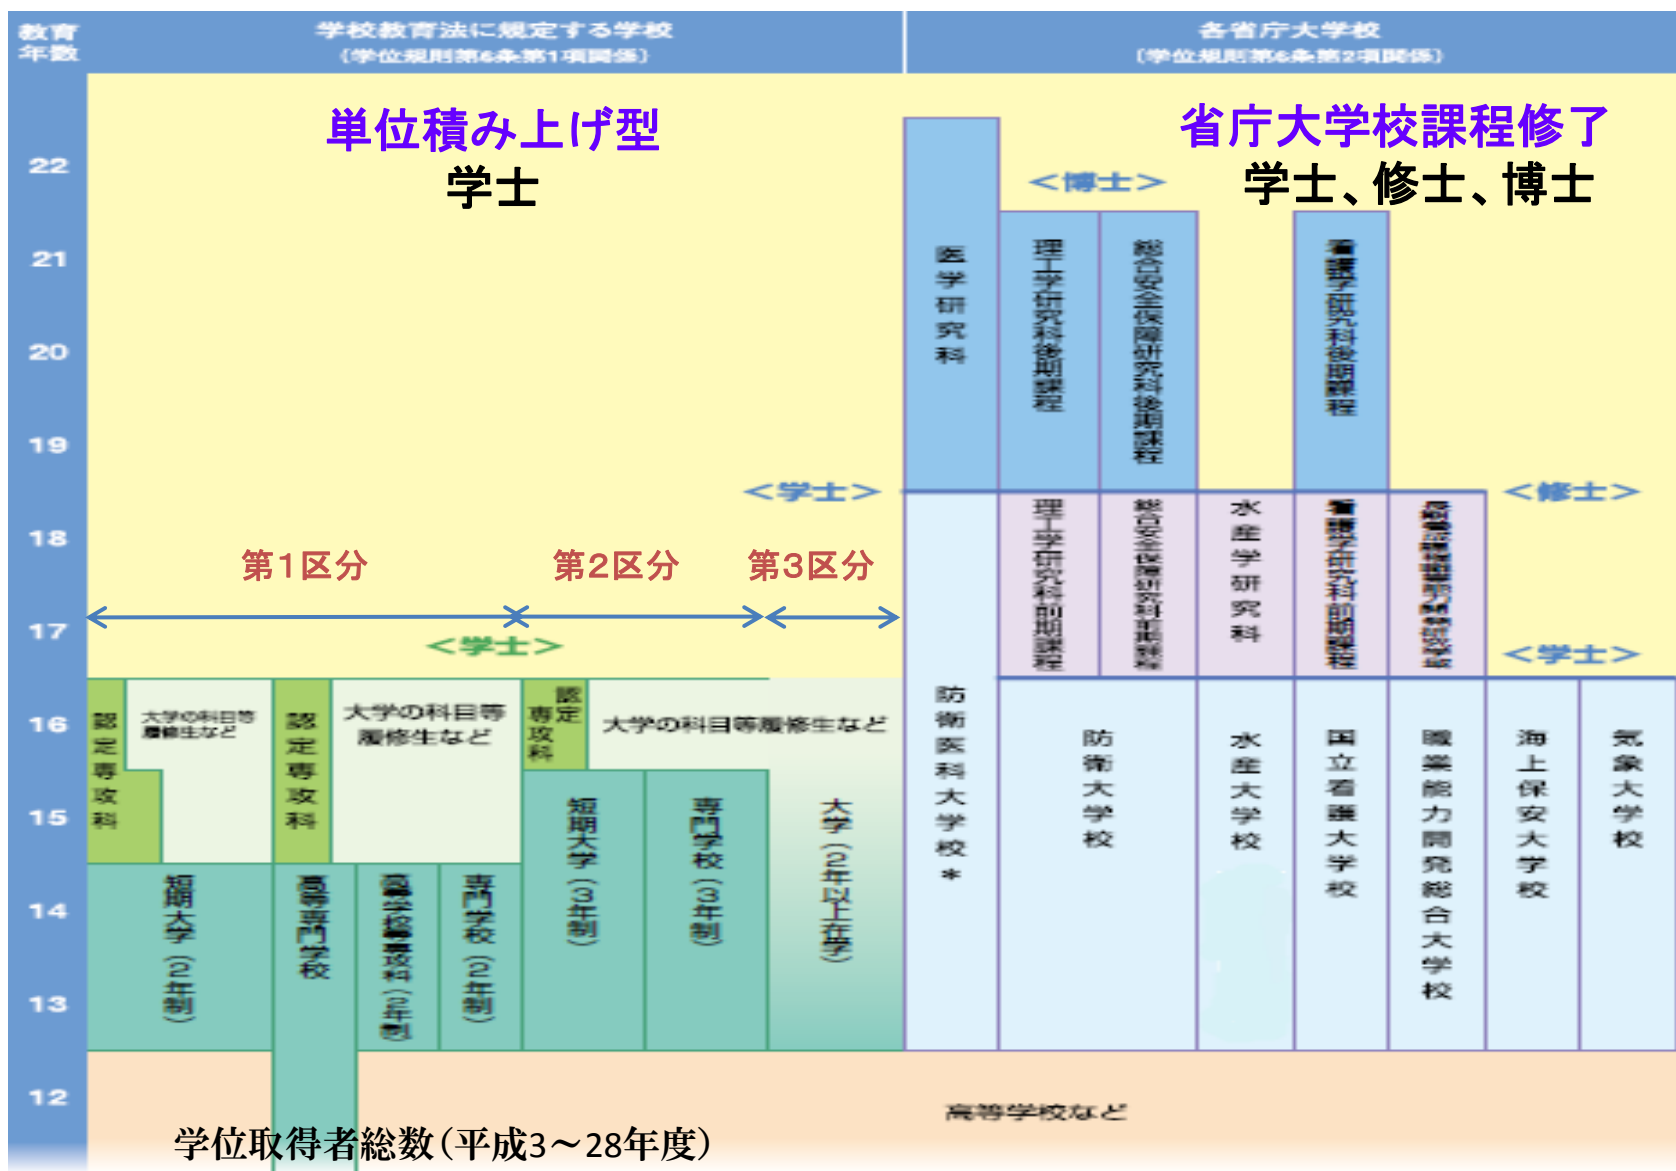 教育
年数
学校教育法に規定する学校
(学位規則第6条第1項関係)
各省庁大学校
(学位規則第6条第2項関係)
単位積み上げ型
学士
省庁大学校課程修了
学士、修士、博士
22
21
20
19
18
17
16
15
14
13
12
<博士>
医学研究科
理工学研究科後期課程
総合安全保障研究科後期課程
看護学研究科後期課程
<学士>
<修士>
理工学研究科前期課程
総合安全保障研究科前期課程
水産学研究科
看護学研究科前期課程
第1区分
第2区分
第3区分
<学士>
<学士>
認定専攻科
大学の科目等
履修生など
認定専攻科
大学の科目等
履修生など
認定
専攻科
大学の科目等履修生など
短期大学(2年制)
高等専門学校
高等学校等専攻科(2年制)
専門学校(2年制)
短期大学(3年制)
専門学校(3年制)
大学(2年以上在学)
防衛医科大学校*
防衛大学校
水産大学校
国立看護大学校
職業能力開発総合大学校
海上保安大学校
気象大学校
高等学校など
学位取得者総数(平成3～28年度)